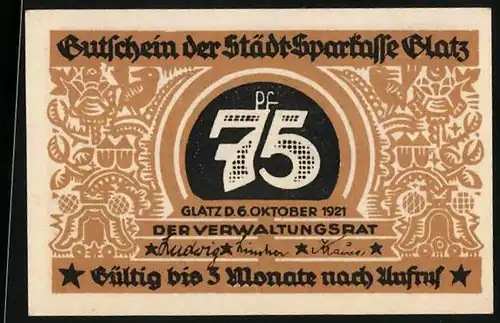 Gutschein der Städt. Sparkasse Glatz
Pf
75
GLATZ D. 6. OKTOBER 1921
DER VERWALTUNGSRAT
Ludwig
Gültig bis 3 Monate nach Aufruf